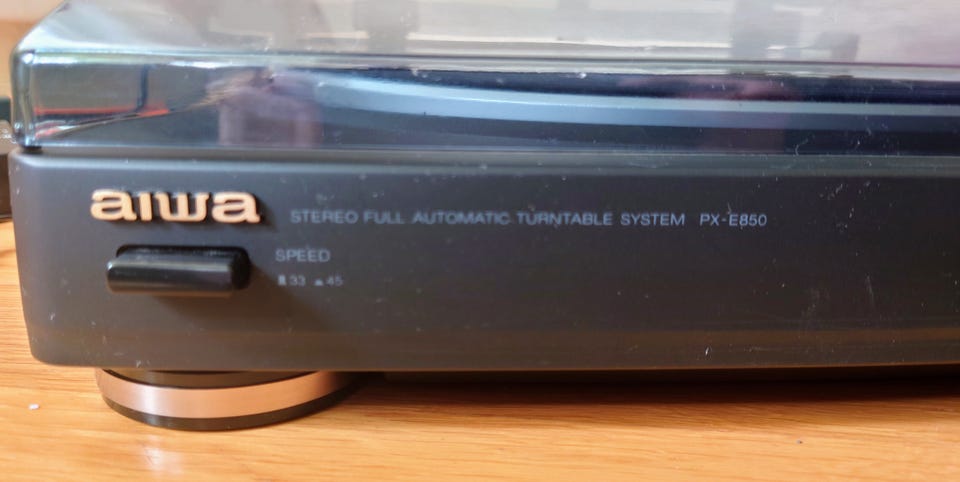 aiwa STEREO FULL AUTOMATIC TURNTABLE SYSTEM PX-E850
SPEED
33 45